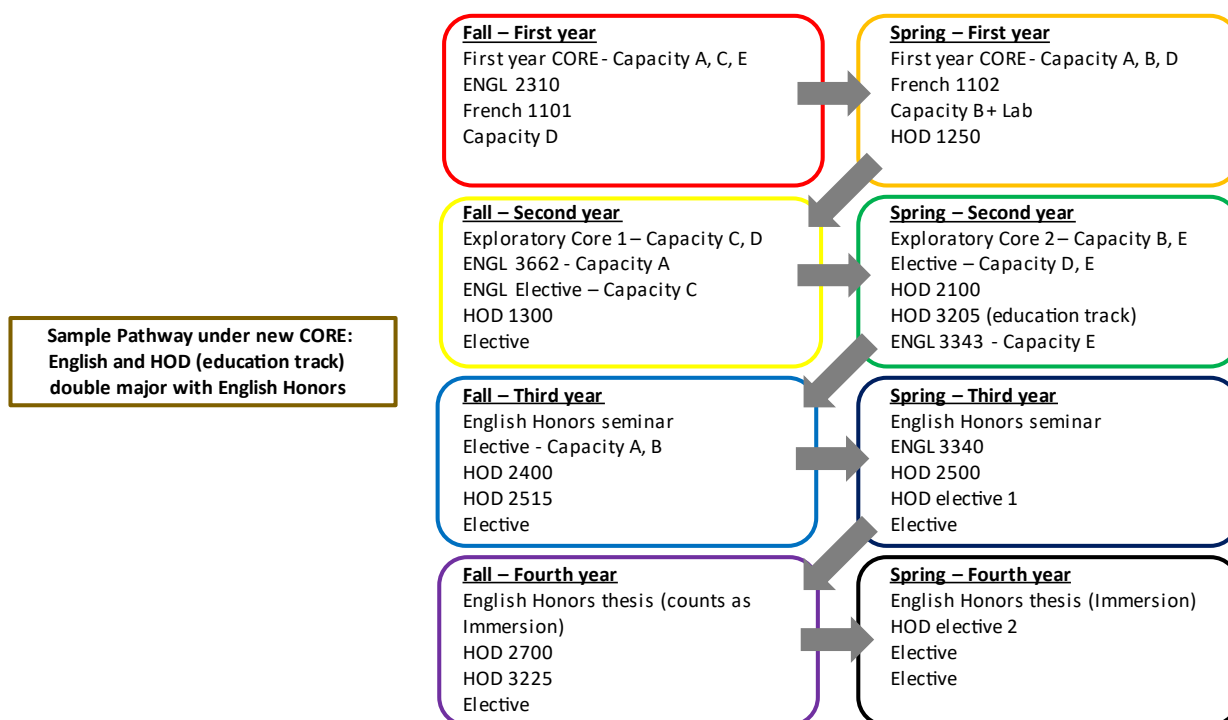 Fall – First year
First year CORE - Capacity A, C, E
ENGL 2310
French 1101
Capacity D
Spring – First year
First year CORE - Capacity A, B, D
French 1102
Capacity B + Lab
HOD 1250
Fall – Second year
Exploratory Core 1 – Capacity C, D
ENGL 3662 - Capacity A
ENGL Elective – Capacity C
HOD 1300
Elective
Spring – Second year
Exploratory Core 2 – Capacity B, E
Elective – Capacity D, E
HOD 2100
HOD 3205 (education track)
ENGL 3343 - Capacity E
Sample Pathway under new CORE:
English and HOD (education track)
double major with English Honors
Fall – Third year
English Honors seminar
Elective - Capacity A, B
HOD 2400
HOD 2515
Elective
Spring – Third year
English Honors seminar
ENGL 3340
HOD 2500
HOD elective 1
Elective
Fall – Fourth year
English Honors thesis (counts as
Immersion)
HOD 2700
HOD 3225
Elective
Spring – Fourth year
English Honors thesis (Immersion)
HOD elective 2
Elective
Elective